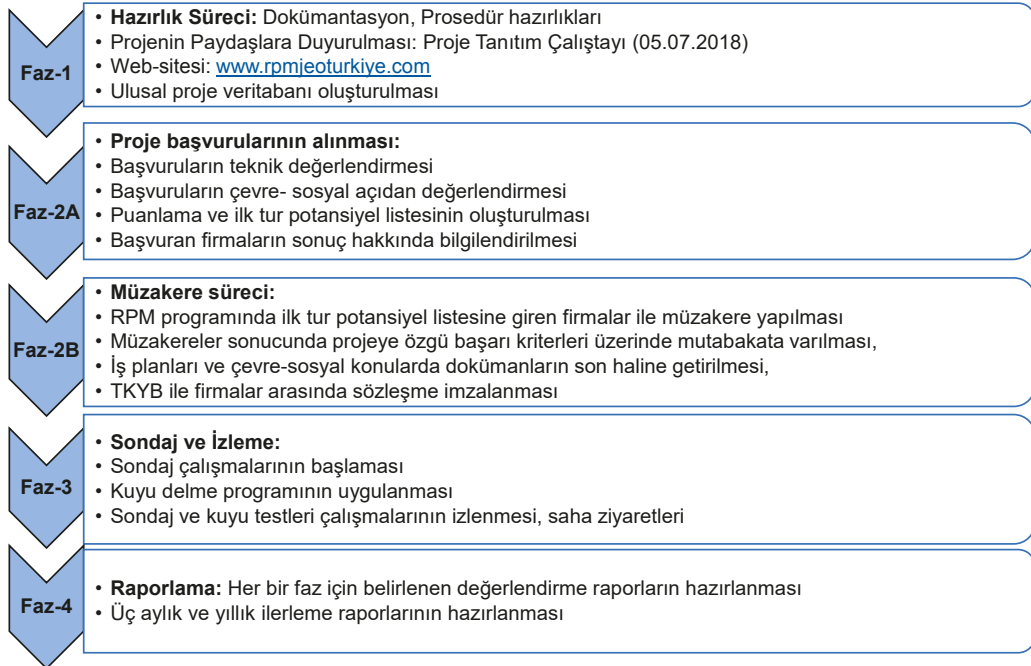 Faz-1
• Hazırlık Süreci: Dokümantasyon, Prosedür hazırlıkları
• Projenin Paydaşlara Duyurulması: Proje Tanıtım Çalıştayı (05.07.2018)
• Web-sitesi: www.rpmjeoturkiye.com
• Ulusal proje veritabanı oluşturulması
Faz-2A
• Proje başvurularının alınması:
• Başvuruların teknik değerlendirmesi
• Başvuruların çevre- sosyal açıdan değerlendirmesi
• Puanlama ve ilk tur potansiyel listesinin oluşturulması
• Başvuran firmaların sonuç hakkında bilgilendirilmesi
Faz-2B
• Müzakere süreci:
• RPM programında ilk tur potansiyel listesine giren firmalar ile müzakere yapılması
• Müzakereler sonucunda projeye özgü başarı kriterleri üzerinde mutabakata varılması,
• İş planları ve çevre-sosyal konularda dokümanların son haline getirilmesi,
• TKYB ile firmalar arasında sözleşme imzalanması
Faz-3
• Sondaj ve İzleme:
• Sondaj çalışmalarının başlaması
• Kuyu delme programının uygulanması
• Sondaj ve kuyu testleri çalışmalarının izlenmesi, saha ziyaretleri
Faz-4
• Raporlama: Her bir faz için belirlenen değerlendirme raporların hazırlanması
• Üç aylık ve yıllık ilerleme raporlarının hazırlanması